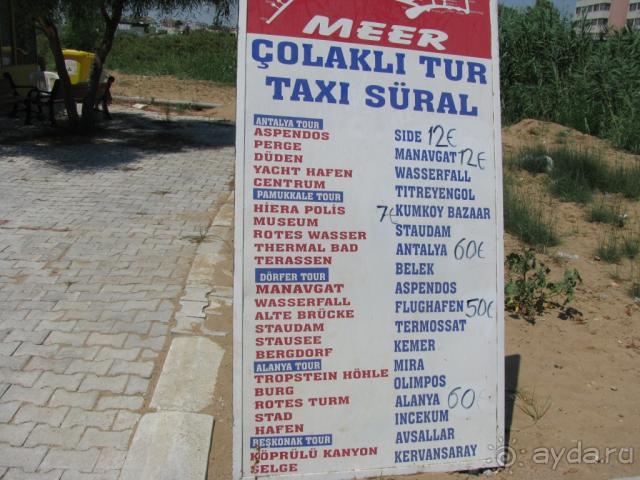 MEER
ÇOLAKLI TUR
TAXI SÜRAL
ANTALYA TOUR
ASPENDOS
PERGE
DÜDEN
YACHT HAFEN
CENTRUM
PAMUKKALE TOUR
HIERA POLIS
MUSEUM
ROTES WASSER
THERMAL BAD
TERASSEN
DÖRFER TOUR
MANAVGAT
WASSERFALL
ALTE BRÜCKE
STAUDAM
STAUSEE
BERGDORF
ALANYA TOUR
TROPSTEIN HÖHLE
BURG
ROTES TURM
STAD
HAFEN
BEŞKONAK TOUR
KÖPRÜLÜ KANYON
SELGE
SIDE 12€
MANAVGAT 12€
WASSERFALL
TITREYENGOL
7€ KUMKOY BAZAAR
STAUDAM
ANTALYA 60€
BELEK
ASPENDOS
FLUGHAFEN 50€
TERMOSSAT
KEMER
MIRA
OLIMPOS
ALANYA 60€
INCEKUM
AVSALLAR
KERVANSARAY
ayda.ru